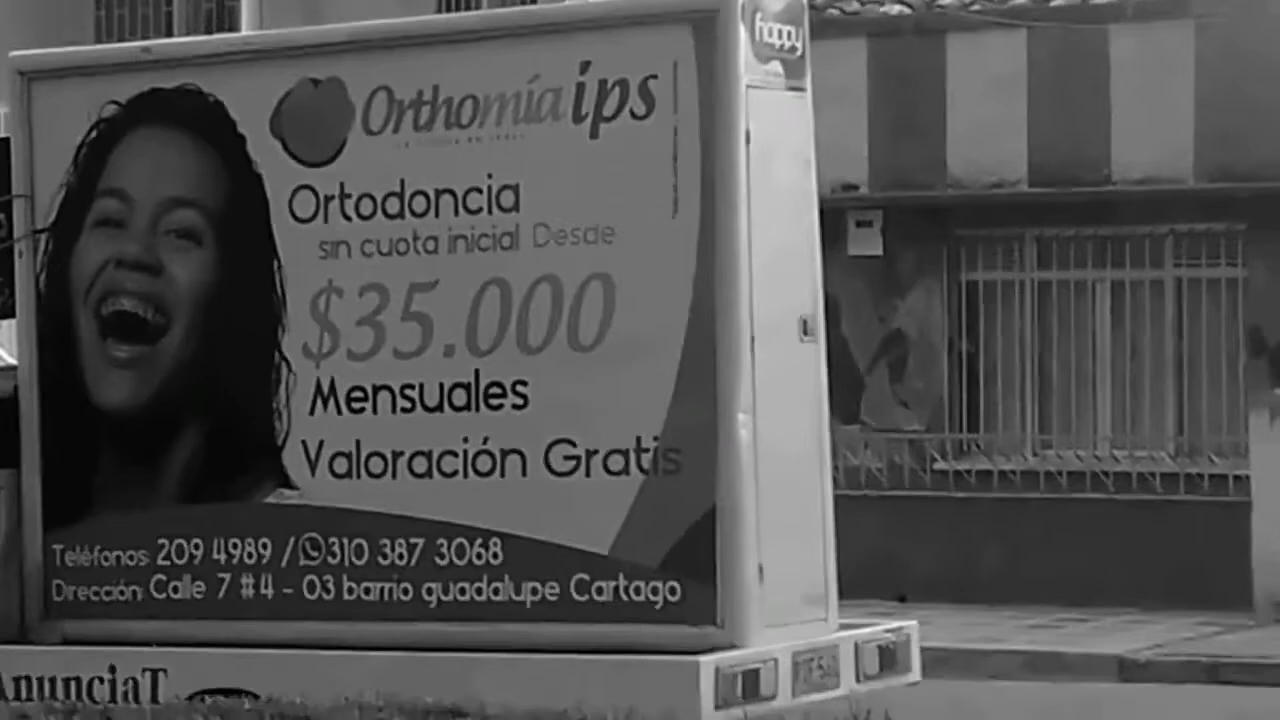 happy
Orthomía ips
Ortodoncia
sin cuota inicial Desde
$35.000
Mensuales
Valoración Gratis
Teléfonos: 209 4989 / 310 387 3068
Dirección: Calle 7 #4 - 03 barrio guadalupe Cartago
AnunciaT